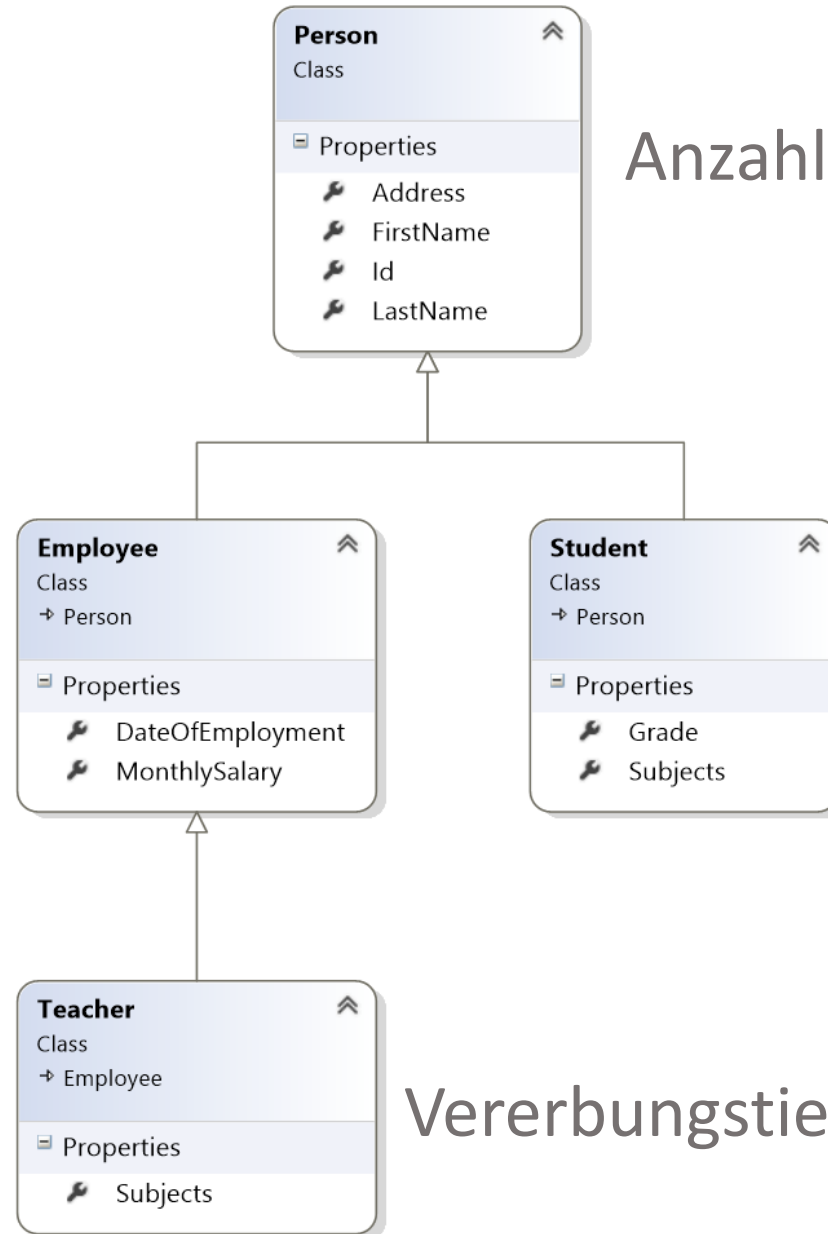 Person
Class
Properties
Address
FirstName
Id
LastName
Anzahl
Employee
Class
Person
Properties
DateOfEmployment
MonthlySalary
Student
Class
Person
Properties
Grade
Subjects
Teacher
Class
Employee
Properties
Subjects
Vererbungstie